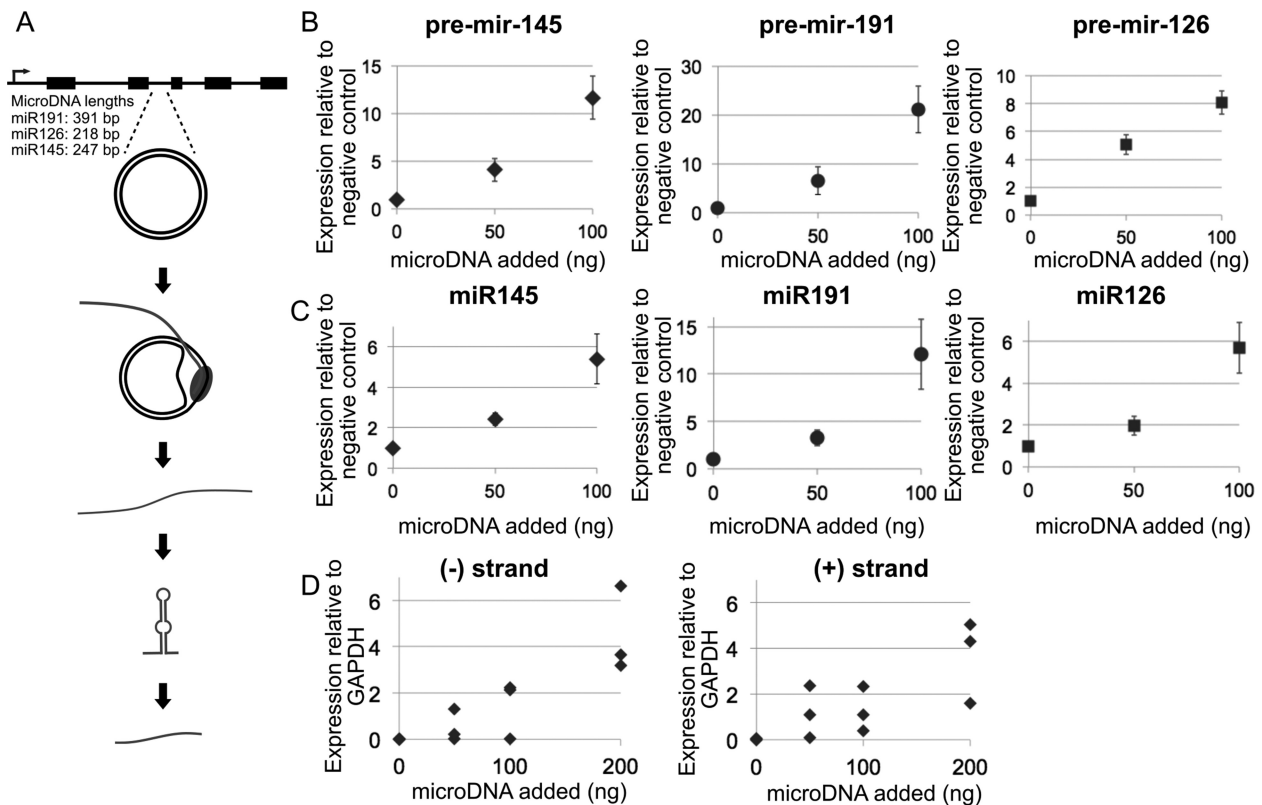 A
MicroDNA lengths
miR191: 391 bp
miR126: 218 bp
miR145: 247 bp
B
pre-mir-145
Expression relative to
negative control
15
10
5
0
0 50 100
microDNA added (ng)
pre-mir-191
Expression relative to
negative control
30
20
10
0
0 50 100
microDNA added (ng)
pre-mir-126
Expression relative to
negative control
10
8
6
4
2
0
0 50 100
microDNA added (ng)
C
miR145
Expression relative to
negative control
6
4
2
0
0 50 100
microDNA added (ng)
miR191
Expression relative to
negative control
15
10
5
0
0 50 100
microDNA added (ng)
miR126
Expression relative to
negative control
6
4
2
0
0 50 100
microDNA added (ng)
D
(-) strand
Expression relative to
GAPDH
6
4
2
0
0 100 200
microDNA added (ng)
(+) strand
Expression relative to
GAPDH
6
4
2
0
0 100 200
microDNA added (ng)